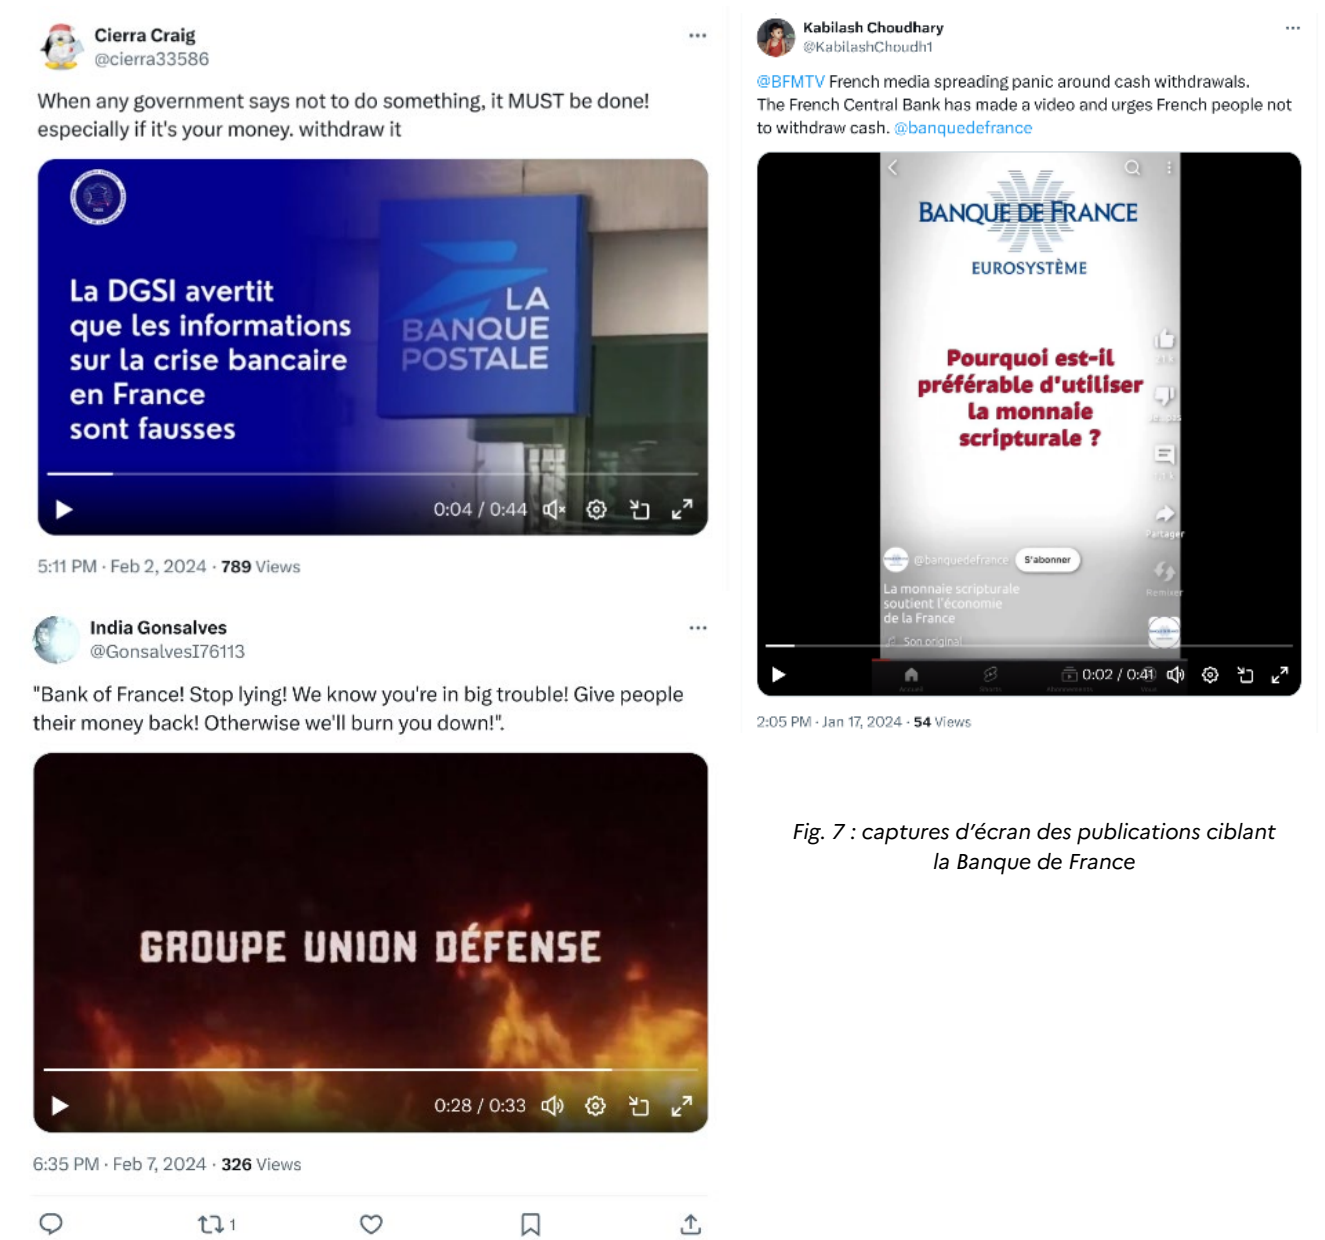 Cierra Craig
@cierra33586
When any government says not to do something, it MUST be done!
especially if it's your money. withdraw it
La DGSI avertit
que les informations
sur la crise bancaire
en France
sont fausses
LA
BANQUE
POSTALE
0:04 / 0:44
5:11 PM · Feb 2, 2024 · 789 Views
India Gonsalves
@GonsalvesI76113
"Bank of France! Stop lying! We know you're in big trouble! Give people
their money back! Otherwise we'll burn you down!".
GROUPE UNION DÉFENSE
0:28 / 0:33
6:35 PM · Feb 7, 2024 · 326 Views
1
Kabilash Choudhary
@KabilashChoudh1
@BFMTV French media spreading panic around cash withdrawals.
The French Central Bank has made a video and urges French people not
to withdraw cash. @banquedefrance
BANQUE DE FRANCE
EUROSYSTÈME
Pourquoi est-il
préférable d'utiliser
la monnaie
scripturale ?
Partager
@banquedefrance S'abonner
La monnaie scripturale
soutient l'économie
de la France
Remixer
Son original
0:02 / 0:41
Accueil
2:05 PM · Jan 17, 2024 · 54 Views
Fig. 7 : captures d'écran des publications ciblant
la Banque de France